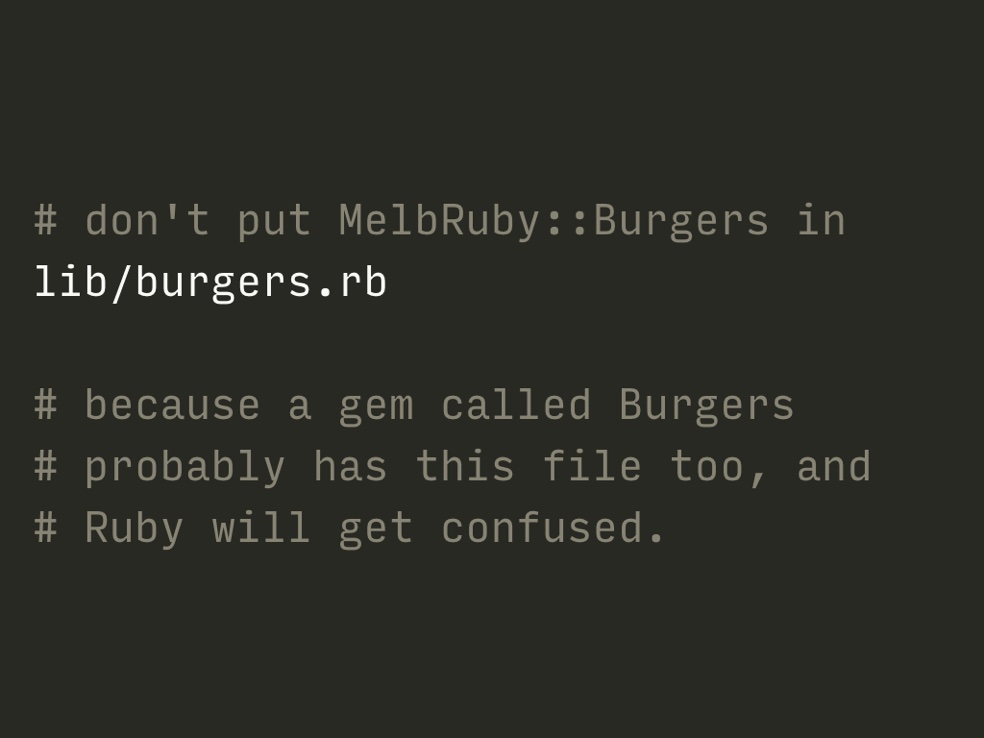 # don't put MelbRuby::Burgers in
lib/burgers.rb
# because a gem called Burgers
# probably has this file too, and
# Ruby will get confused.